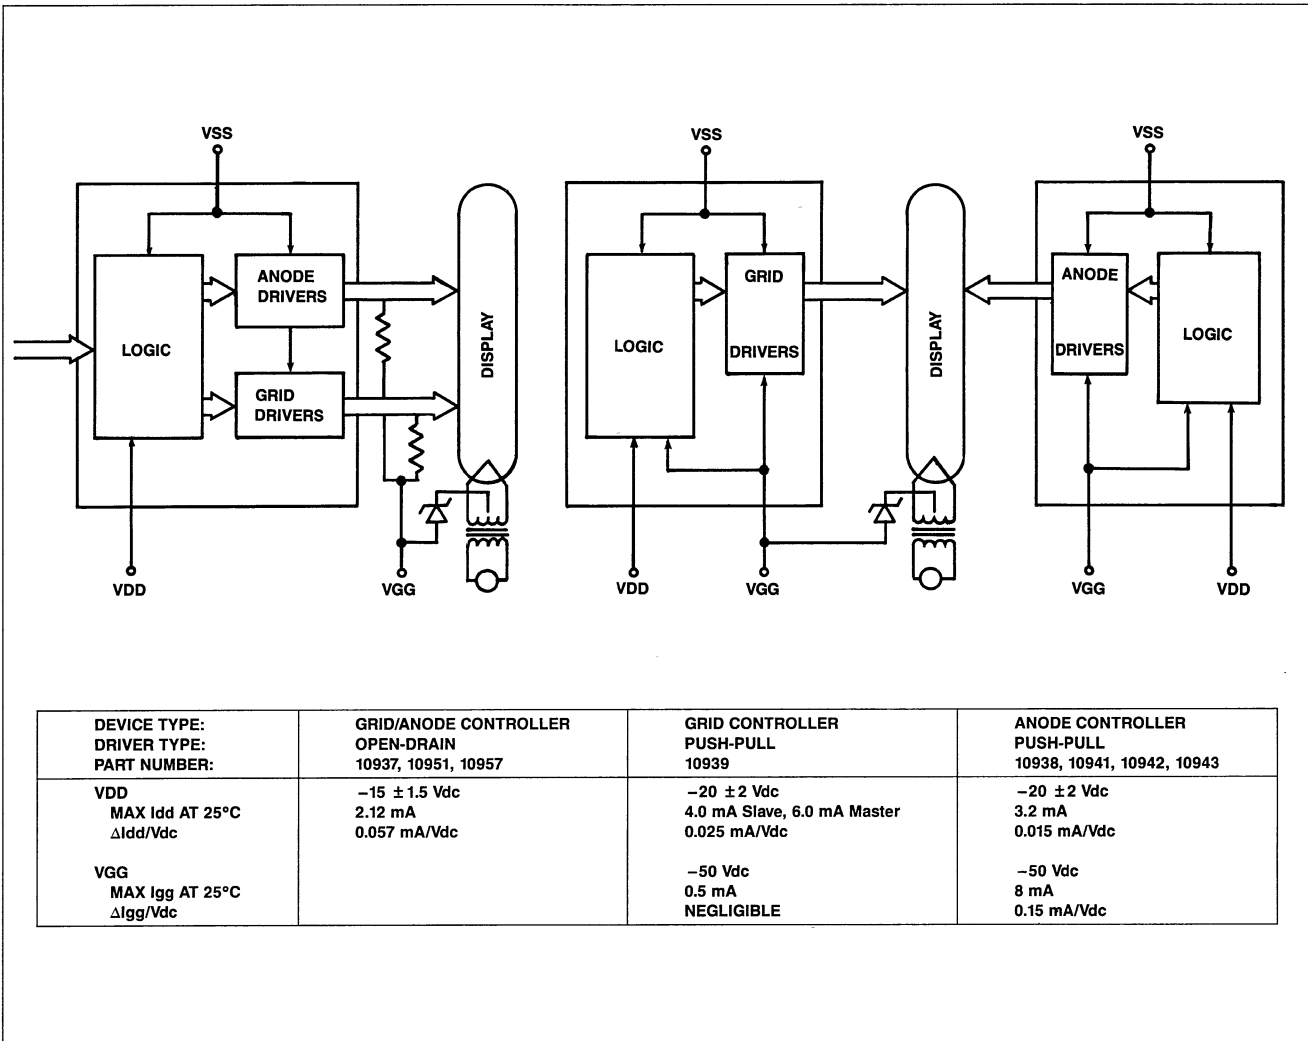 VSS
VSS
VSS
LOGIC
ANODE
DRIVERS
GRID
DRIVERS
DISPLAY
VDD
VGG
LOGIC
GRID
DRIVERS
DISPLAY
VDD
VGG
ANODE
DRIVERS
LOGIC
VGG
VDD
DEVICE TYPE: GRID/ANODE CONTROLLER GRID CONTROLLER ANODE CONTROLLER
DRIVER TYPE: OPEN-DRAIN PUSH-PULL PUSH-PULL
PART NUMBER: 10937, 10951, 10957 10939 10938, 10941, 10942, 10943
VDD −15 ±1.5 Vdc −20 ±2 Vdc −20 ±2 Vdc
MAX Idd AT 25°C 2.12 mA 4.0 mA Slave, 6.0 mA Master 3.2 mA
ΔIdd/Vdc 0.057 mA/Vdc 0.025 mA/Vdc 0.015 mA/Vdc
VGG −50 Vdc −50 Vdc
MAX Igg AT 25°C 0.5 mA 8 mA
ΔIgg/Vdc NEGLIGIBLE 0.15 mA/Vdc